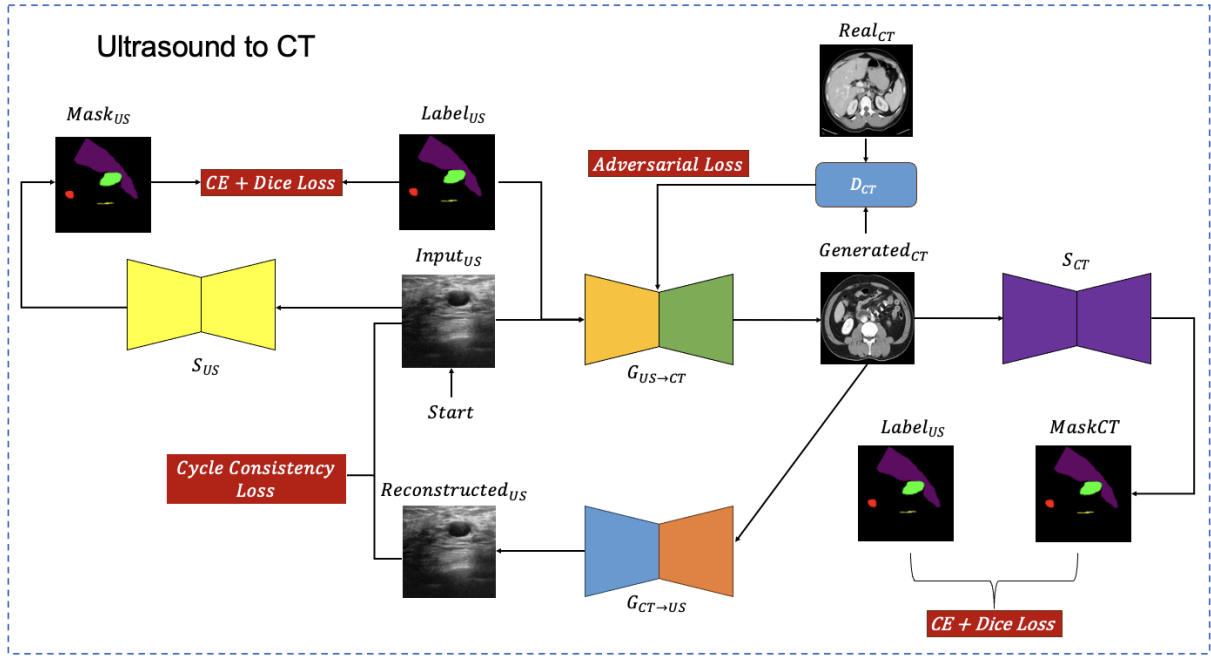 Ultrasound to CT
Real_CT
Mask_US
Label_US
CE + Dice Loss
Adversarial Loss
D_CT
Input_US
Generated_CT
S_CT
S_US
G_US→CT
Start
Label_US
MaskCT
Cycle Consistency
Loss
Reconstructed_US
G_CT→US
CE + Dice Loss